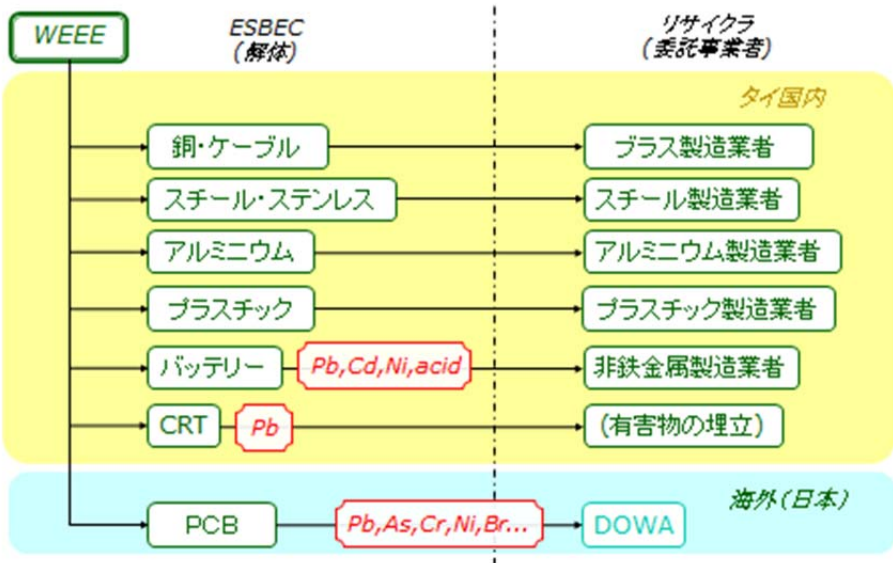 WEEE
ESBEC
(解体)
リサイクラ
(委託事業者)
タイ国内
銅・ケーブル
ブラス製造業者
スチール・ステンレス
スチール製造業者
アルミニウム
アルミニウム製造業者
プラスチック
プラスチック製造業者
バッテリー
Pb,Cd,Ni,acid
非鉄金属製造業者
CRT
Pb
(有害物の埋立)
海外(日本)
PCB
Pb,As,Cr,Ni,Br...
DOWA